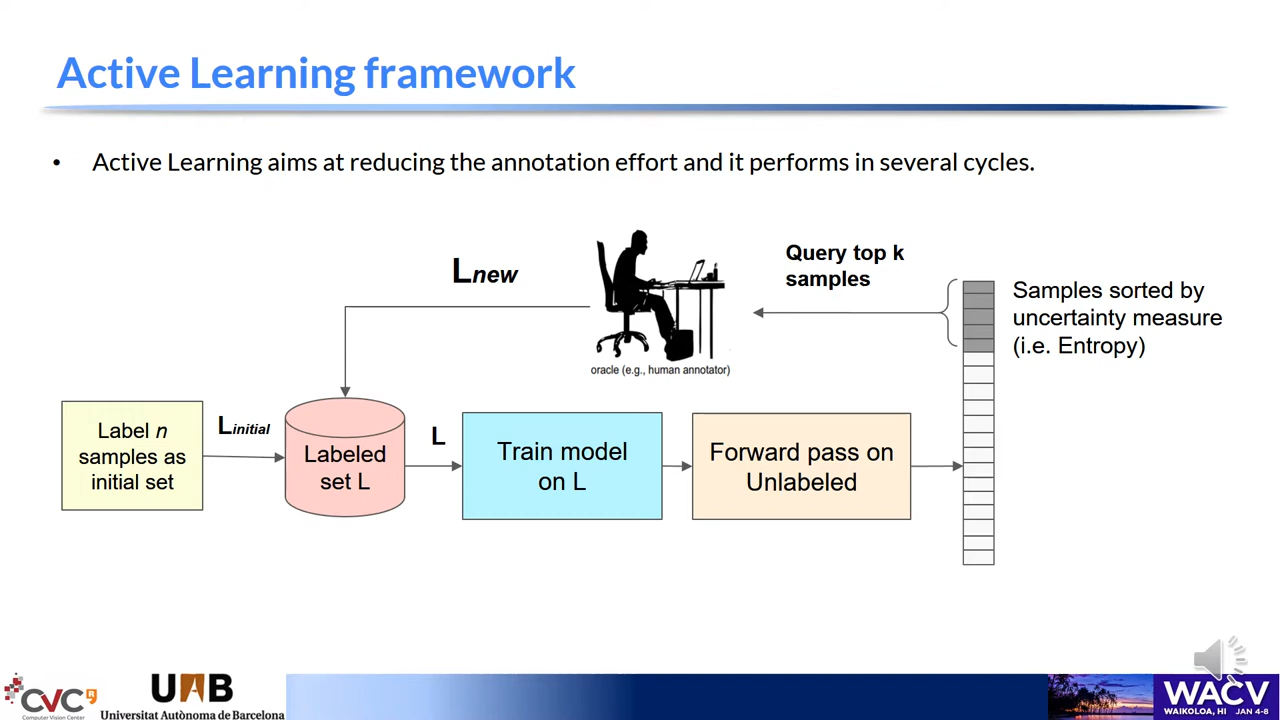 Active Learning framework
• Active Learning aims at reducing the annotation effort and it performs in several cycles.
Lnew
Query top k
samples
Samples sorted by
uncertainty measure
(i.e. Entropy)
oracle (e.g., human annotator)
Label n
samples as
initial set
Linitial
Labeled
set L
L
Train model
on L
Forward pass on
Unlabeled
CVC
Computer Vision Center
UAB
Universitat Autònoma de Barcelona
WACV
WAIKOLOA, HI JAN 4-8